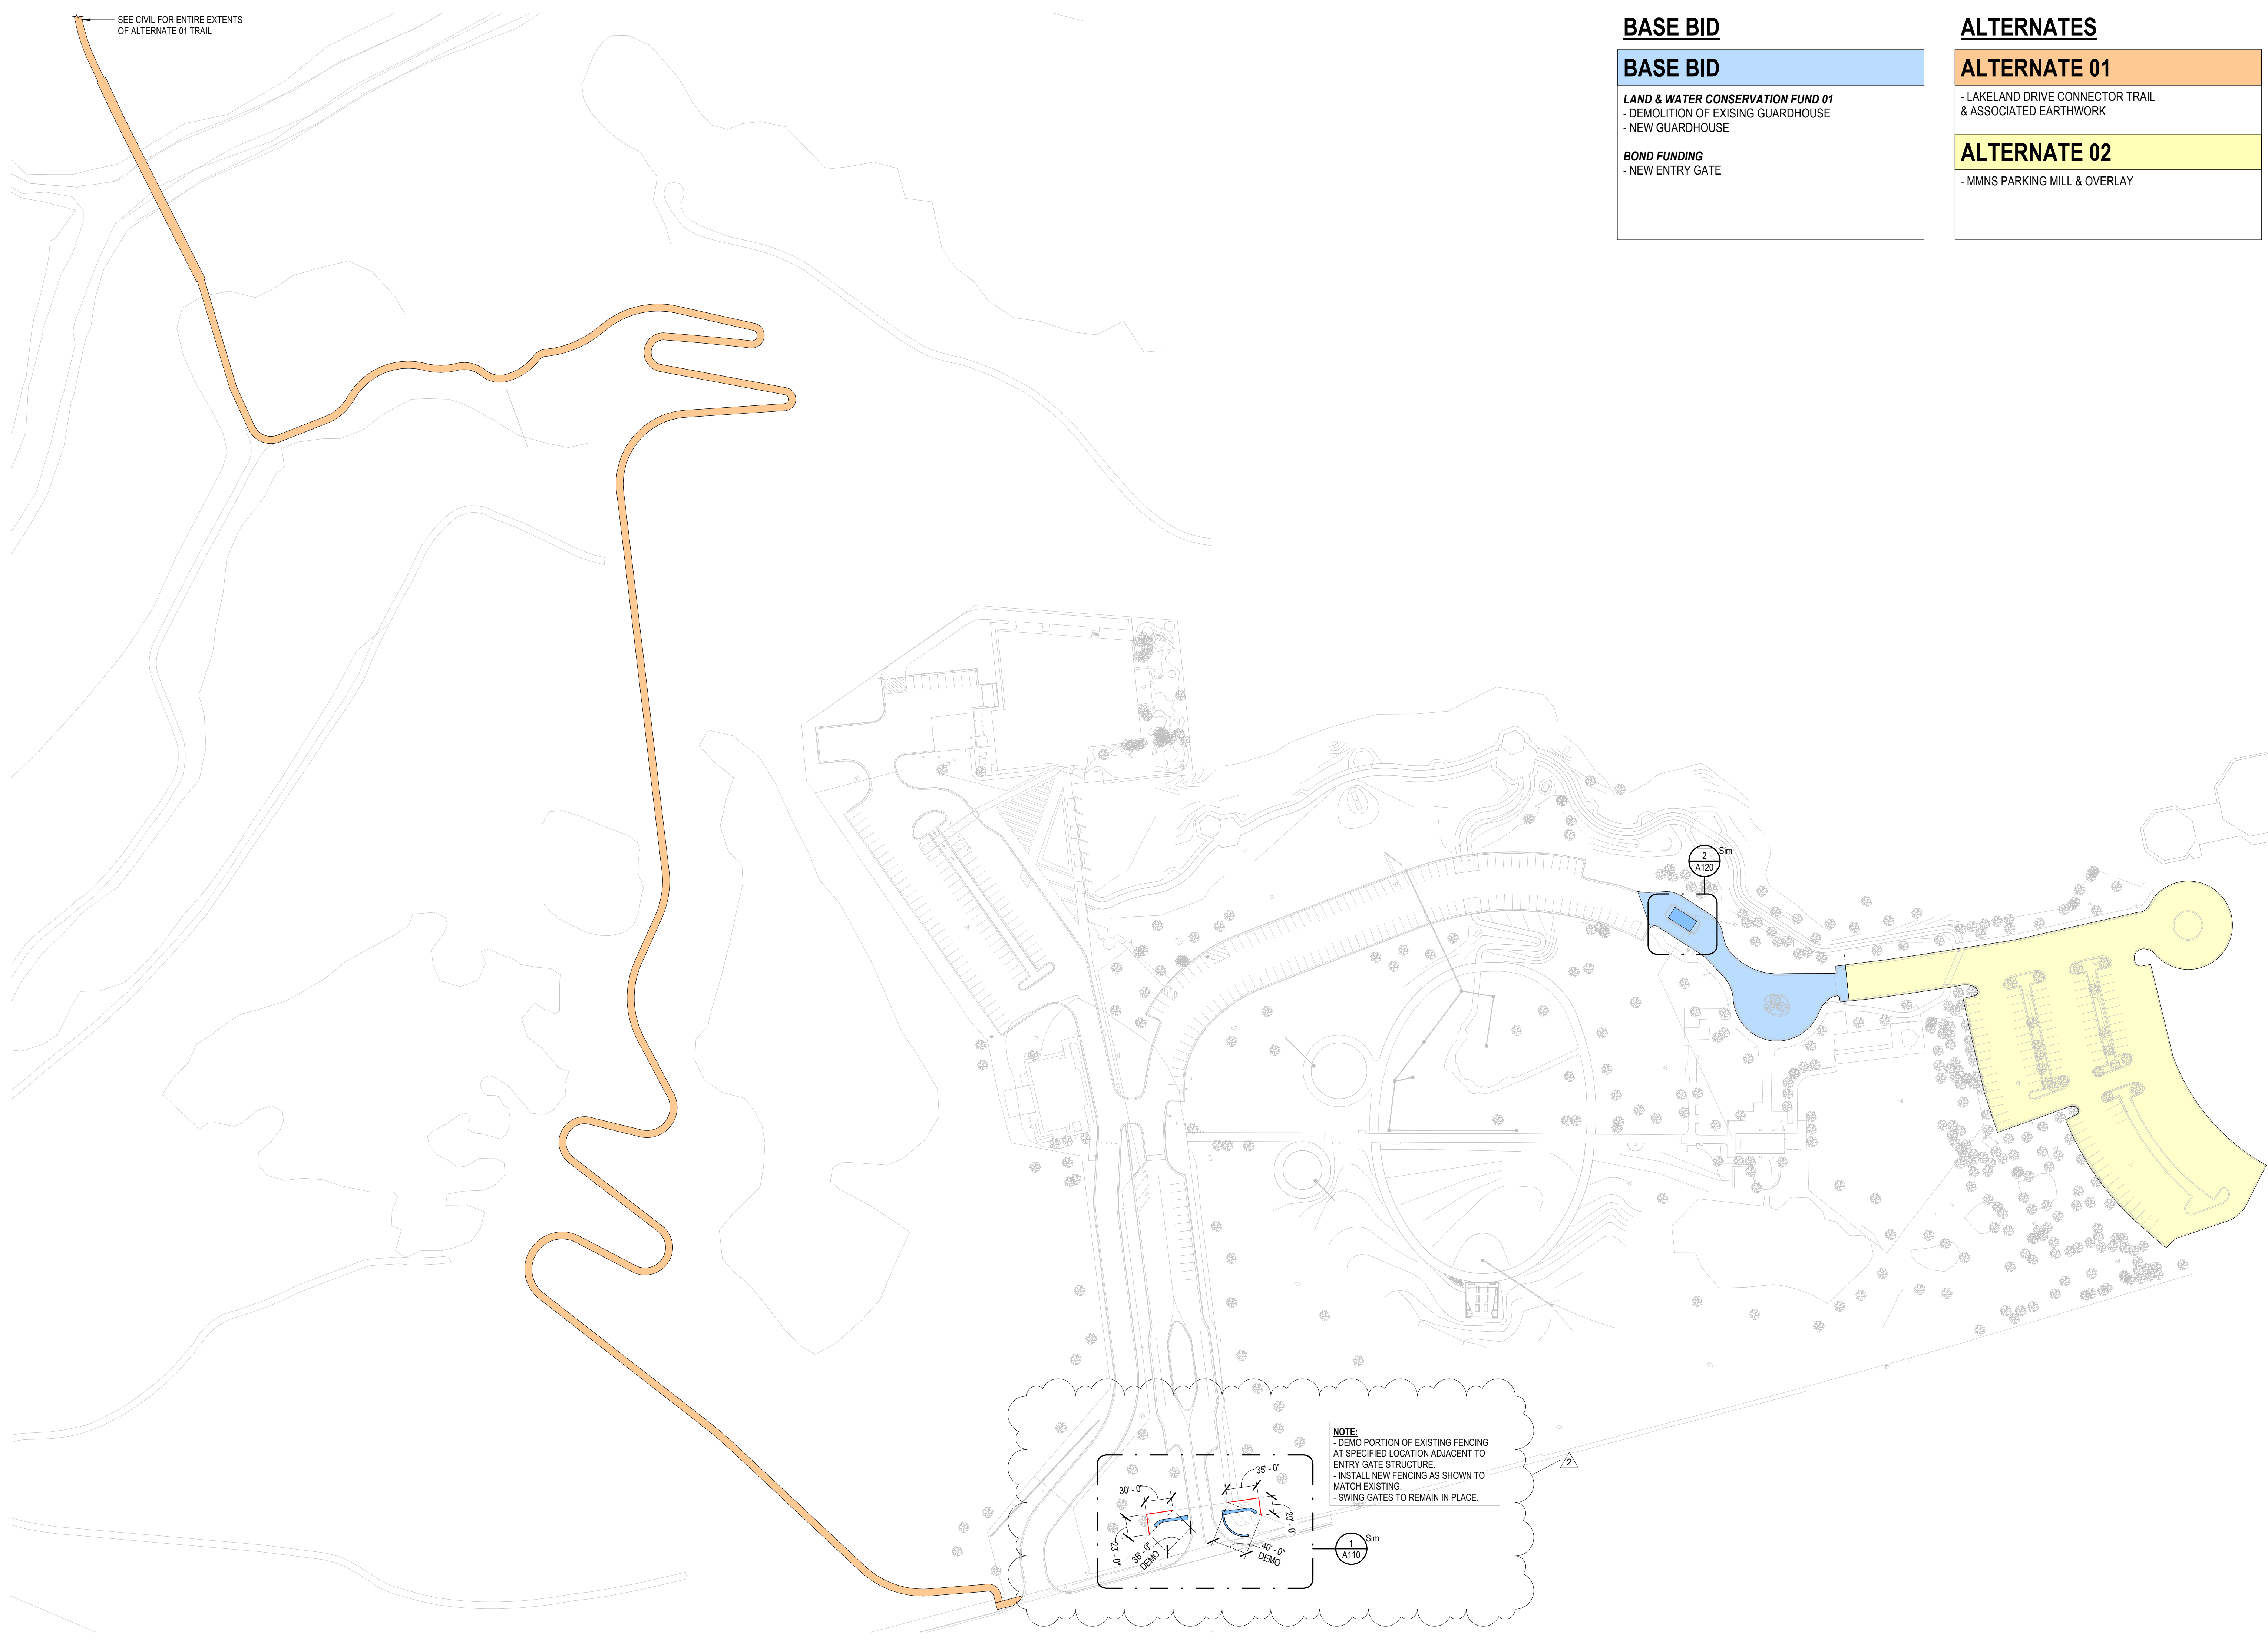 SEE CIVIL FOR ENTIRE EXTENTS
OF ALTERNATE 01 TRAIL
BASE BID
BASE BID
LAND & WATER CONSERVATION FUND 01
- DEMOLITION OF EXISING GUARDHOUSE
- NEW GUARDHOUSE
BOND FUNDING
- NEW ENTRY GATE
ALTERNATES
ALTERNATE 01
- LAKELAND DRIVE CONNECTOR TRAIL
& ASSOCIATED EARTHWORK
ALTERNATE 02
- MMNS PARKING MILL & OVERLAY
2
A120
Sim
NOTE:
- DEMO PORTION OF EXISTING FENCING
AT SPECIFIED LOCATION ADJACENT TO
ENTRY GATE STRUCTURE.
- INSTALL NEW FENCING AS SHOWN TO
MATCH EXISTING.
- SWING GATES TO REMAIN IN PLACE.
2
30' - 0"
35' - 0"
23' - 0"
38' - 0"
DEMO
20' - 0"
40' - 0"
DEMO
1
A110
Sim